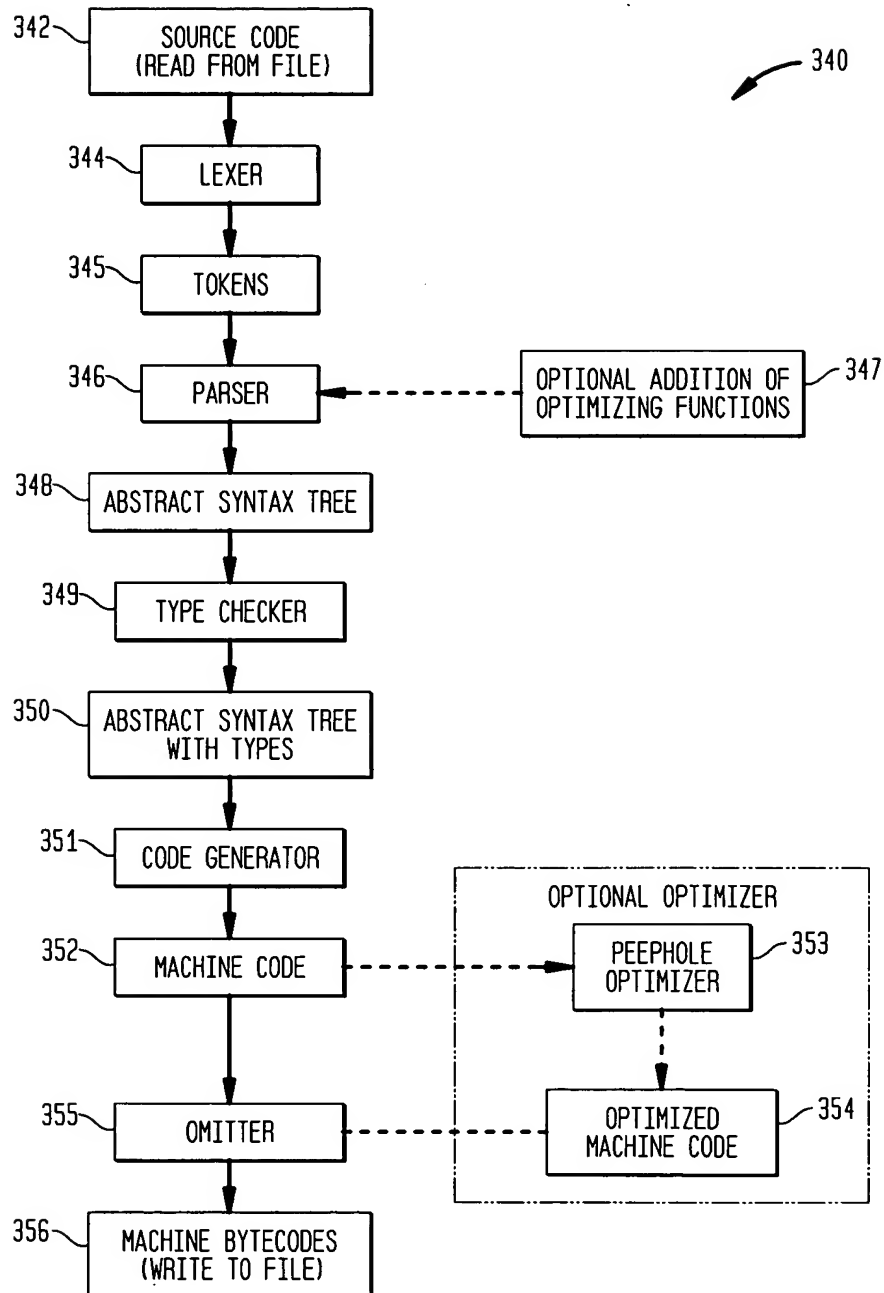 342
SOURCE CODE
(READ FROM FILE)
340
344
LEXER
345
TOKENS
346
PARSER
OPTIONAL ADDITION OF
OPTIMIZING FUNCTIONS
347
348
ABSTRACT SYNTAX TREE
349
TYPE CHECKER
350
ABSTRACT SYNTAX TREE
WITH TYPES
351
CODE GENERATOR
OPTIONAL OPTIMIZER
352
MACHINE CODE
PEEPHOLE
OPTIMIZER
353
355
OMITTER
OPTIMIZED
MACHINE CODE
354
356
MACHINE BYTECODES
(WRITE TO FILE)